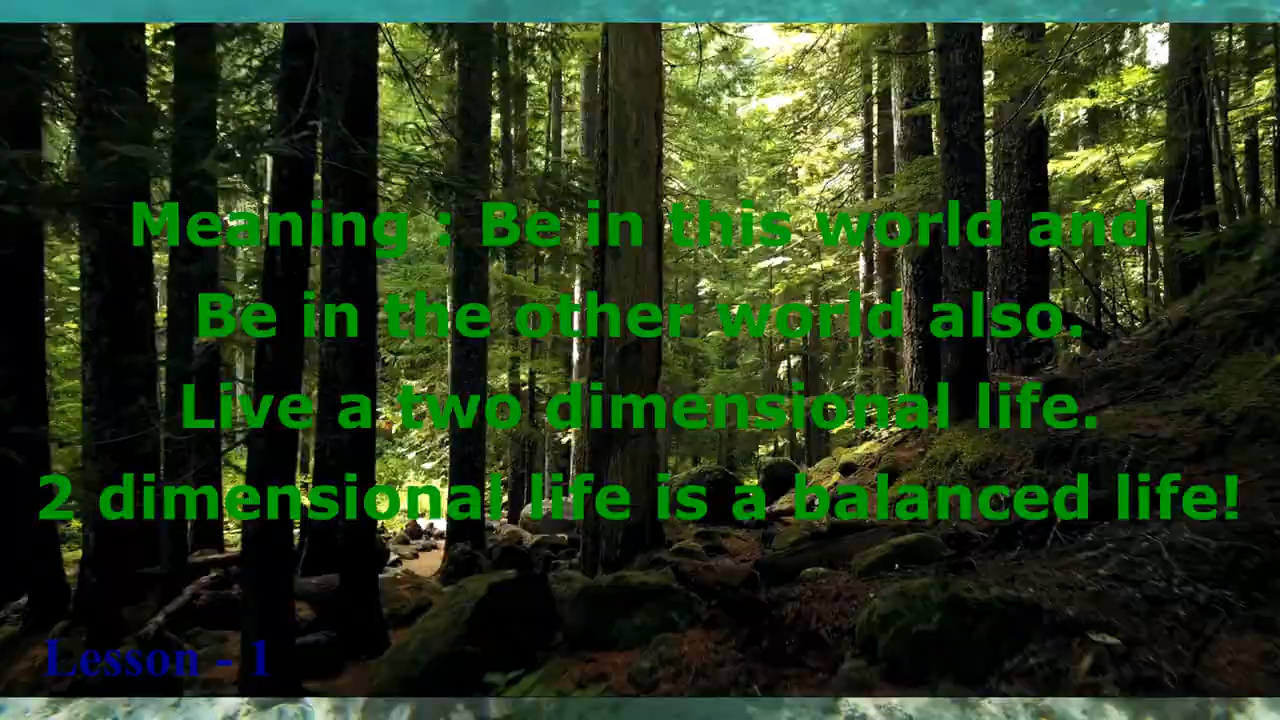 Meaning : Be in this world and
Be in the other world also.
Live a two dimensional life.
2 dimensional life is a balanced life!
Lesson - 1